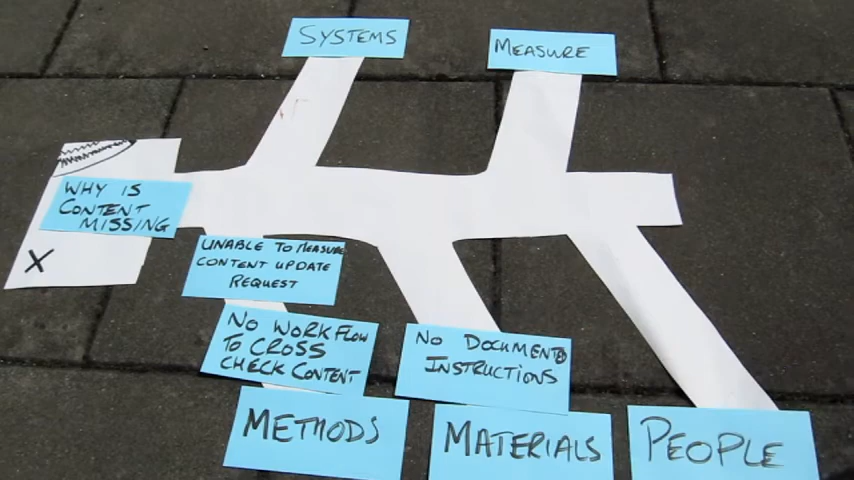 SYSTEMS
MEASURE
WHY IS
CONTENT
MISSING
X
UNABLE TO MEASURE
CONTENT UPDATE
REQUEST
NO WORKFLOW
TO CROSS
CHECK CONTENT
NO DOCUMENTD
INSTRUCTIONS
METHODS
MATERIALS
PEOPLE